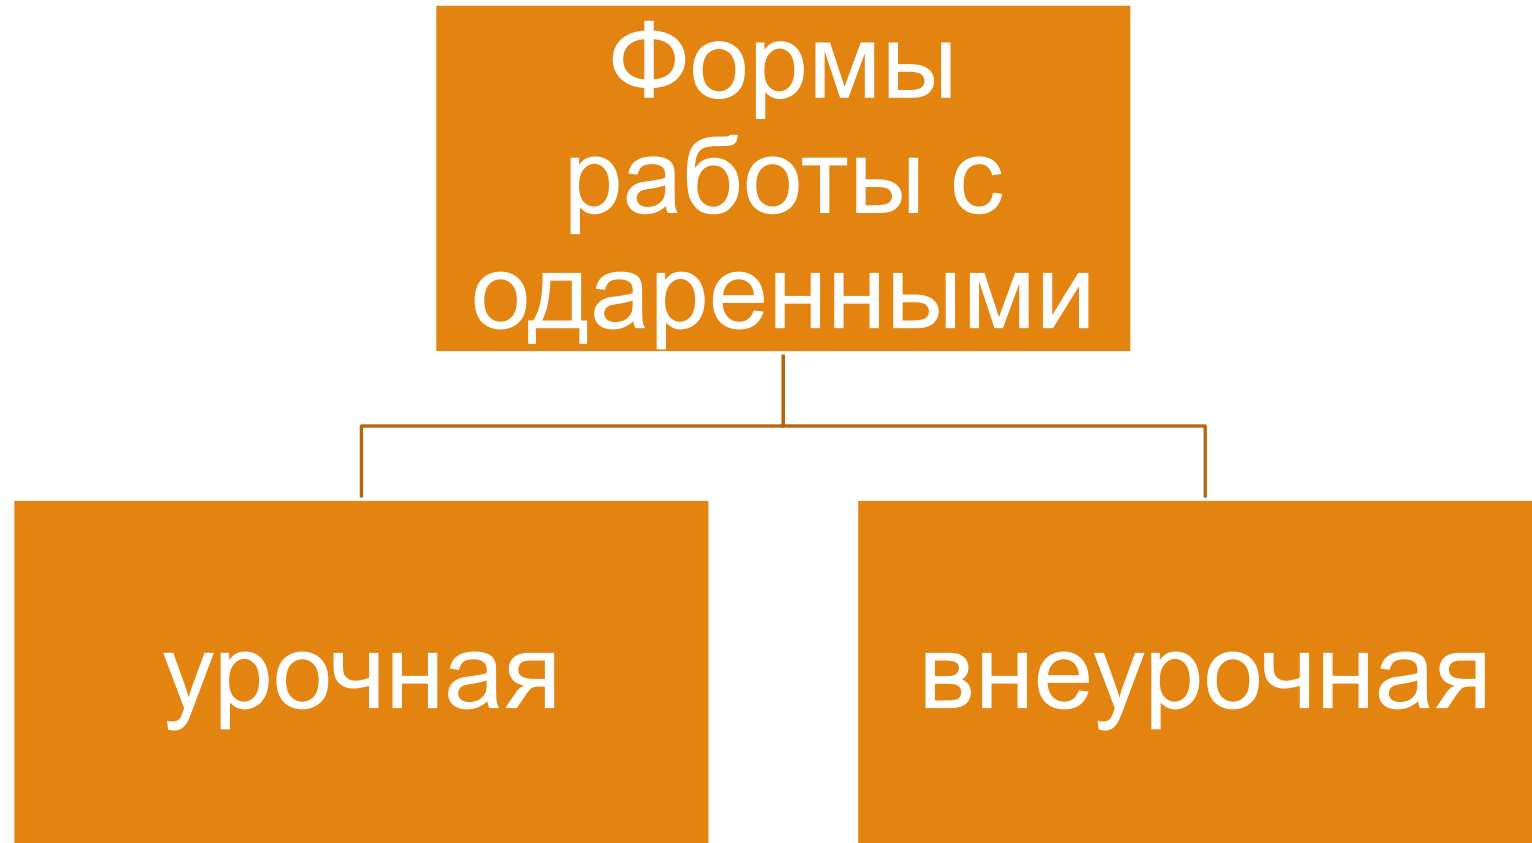 Формы
работы с
одаренными
урочная
внеурочная